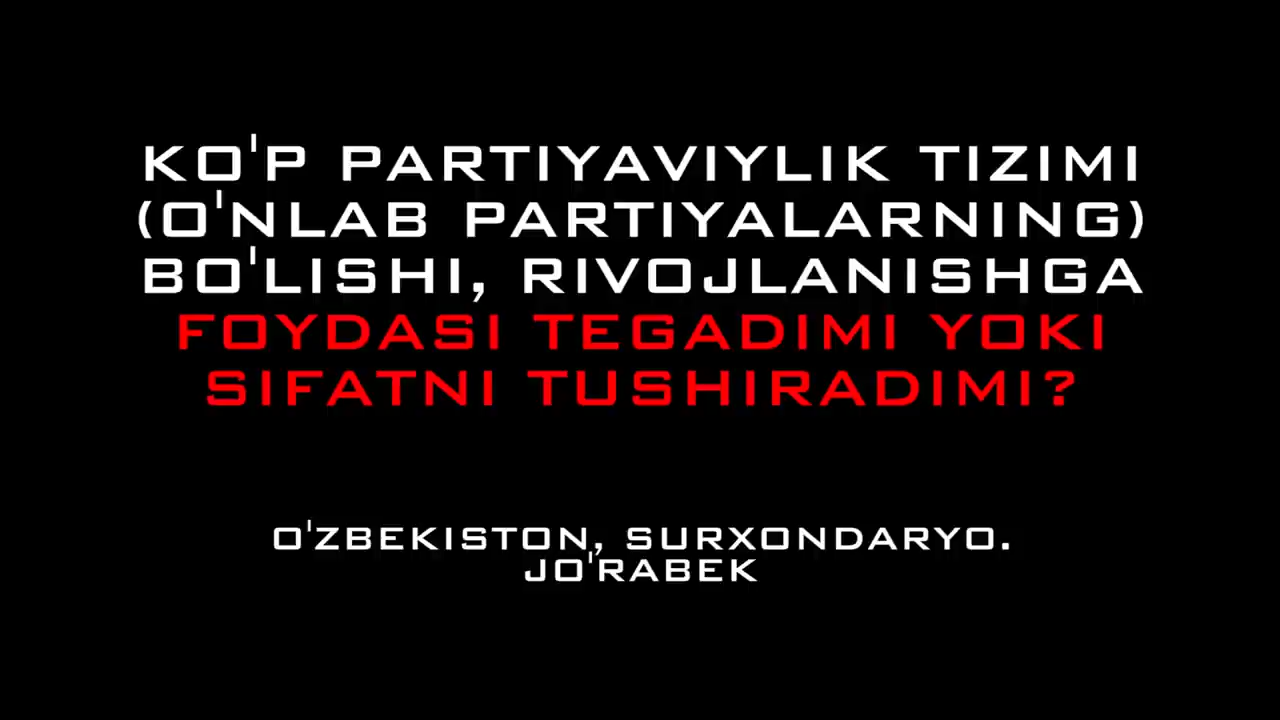 KO'P PARTIYAVIYLIK TIZIMI
(O'NLAB PARTIYALARNING)
BO'LISHI, RIVOJLANISHGA
FOYDASI TEGADIMI YOKI
SIFATNI TUSHIRADIMI?
O'ZBEKISTON, SURXONDARYO.
JO'RABEK